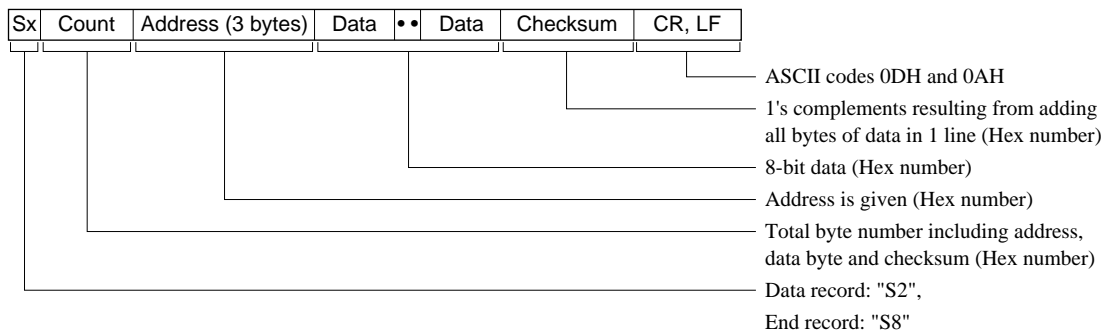 Sx Count Address (3 bytes) Data •• Data Checksum CR, LF
ASCII codes 0DH and 0AH
1's complements resulting from adding
all bytes of data in 1 line (Hex number)
8-bit data (Hex number)
Address is given (Hex number)
Total byte number including address,
data byte and checksum (Hex number)
Data record: "S2",
End record: "S8"